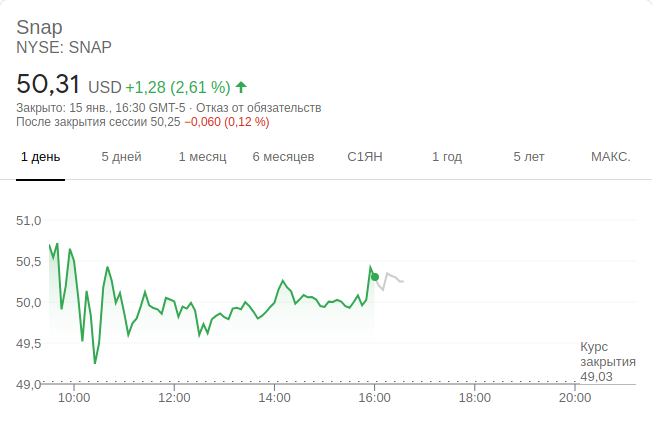 Snap
NYSE: SNAP
50,31 USD +1,28 (2,61 %)
Закрыто: 15 янв., 16:30 GMT-5 · Отказ от обязательств
После закрытия сессии 50,25 −0,060 (0,12 %)
1 день 5 дней 1 месяц 6 месяцев С1ЯН 1 год 5 лет МАКС.
51,0
50,5
50,0
49,5
Курс
закрытия
49,03
49,0
10:00 12:00 14:00 16:00 18:00 20:00